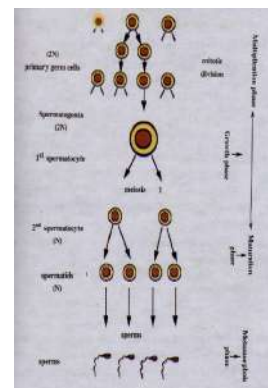 (2N)
primary germ cells
mitotic
division
Multiplication phase
Spermatogonia
(2N)
1st spermatocyte
Growth phase
meiosis 1
2nd spermatocyte
(N)
Maturation
phase
spermatids
(N)
sperms
sperms
Metamorphosis
phase